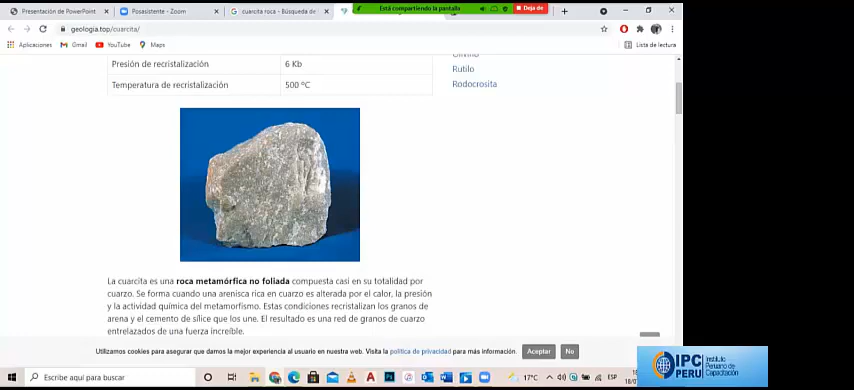 Presentación de PowerPoint
Posasistente - Zoom
cuarcita roca - Búsqueda de
Está compartiendo la pantalla
Deja de
geologia.top/cuarcita/
Aplicaciones
Gmail
YouTube
Maps
Lista de lectura
Presión de recristalización
6 Kb
Temperatura de recristalización
500 ºC
Olivino
Rutilo
Rodocrosita
La cuarcita es una roca metamórfica no foliada compuesta casi en su totalidad por
cuarzo. Se forma cuando una arenisca rica en cuarzo es alterada por el calor, la presión
y la actividad química del metamorfismo. Estas condiciones recristalizan los granos de
arena y el cemento de sílice que los une. El resultado es una red de granos de cuarzo
entrelazados de una fuerza increíble.
Utilizamos cookies para asegurar que damos la mejor experiencia al usuario en nuestra web. Visita la política de privacidad para más información.
Aceptar
No
Escribe aquí para buscar
17°C
ESP
IPC
PERU
Instituto
Peruano de
Capacitación